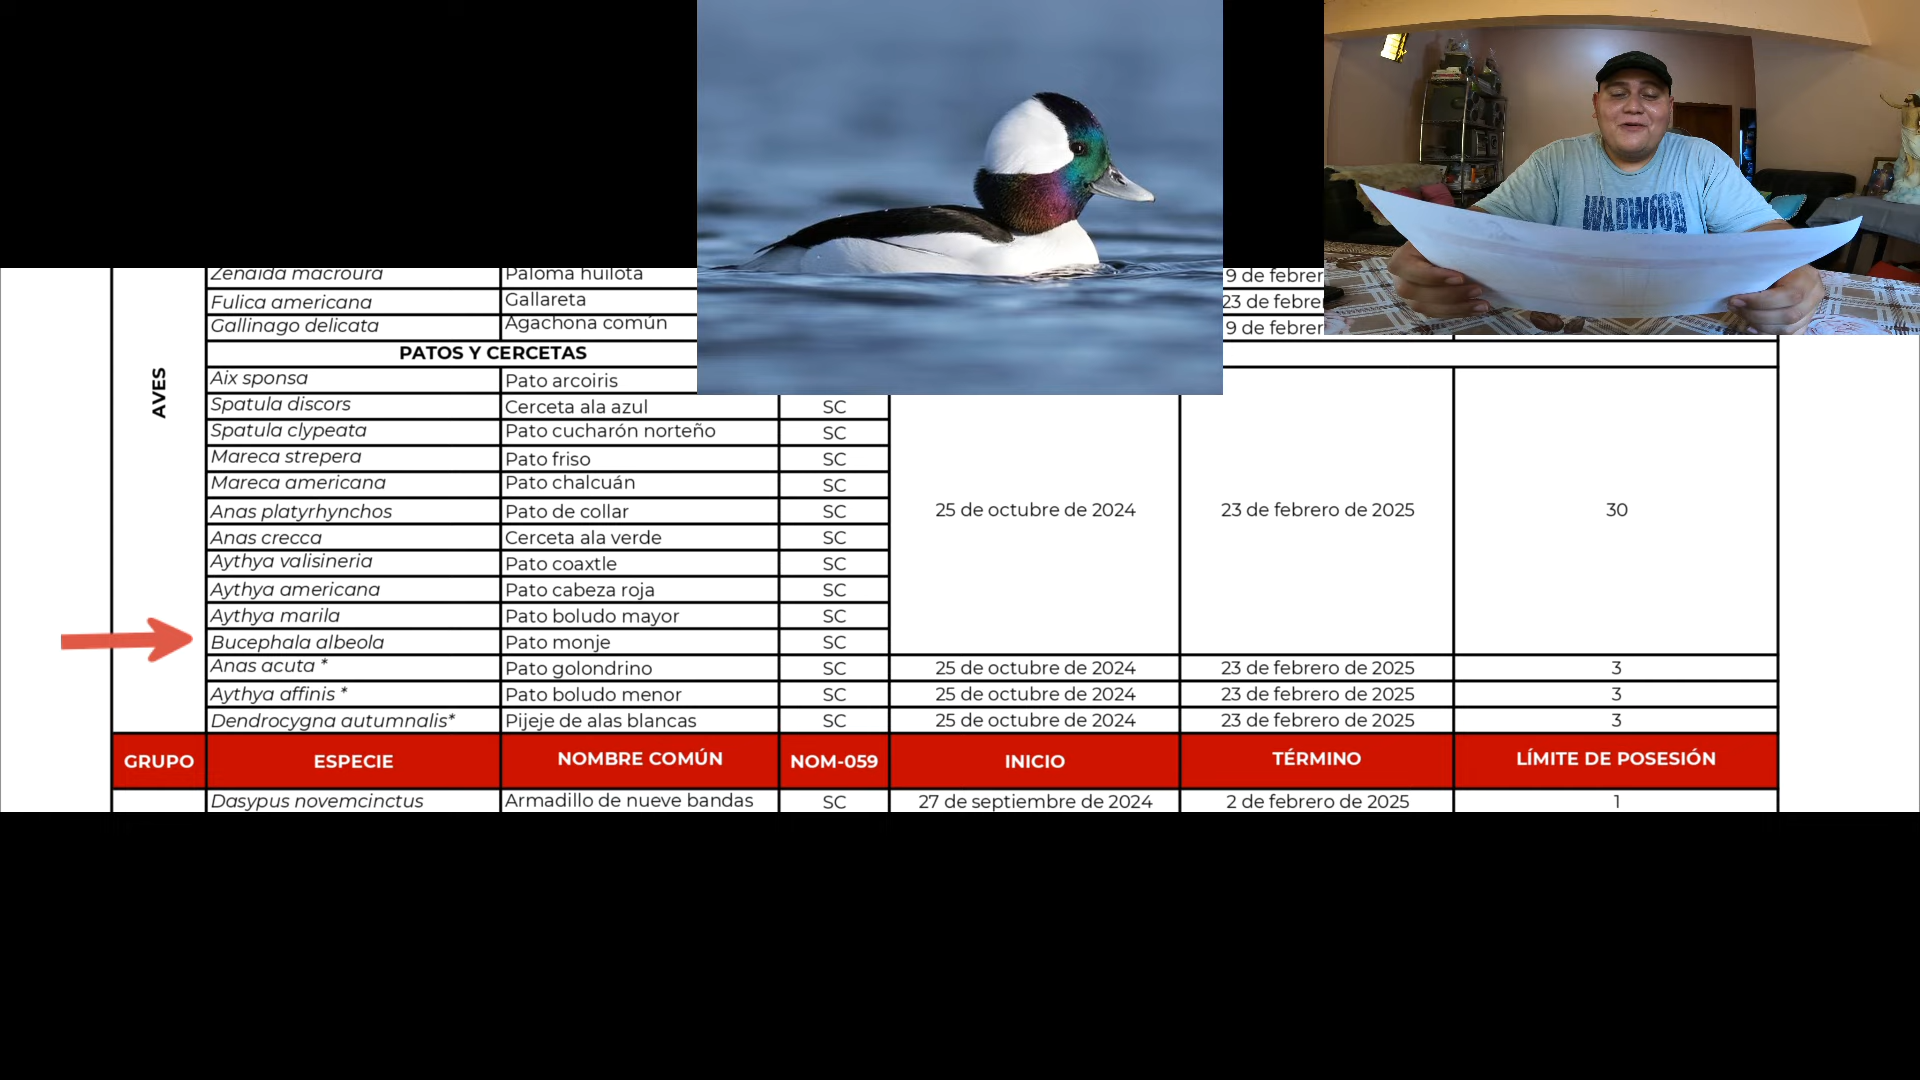 WADWOOD
Zenaida macroura Paloma huilota 9 de febrer
Fulica americana Gallareta 23 de febre
Gallinago delicata Agachona común 9 de febrer
AVES
PATOS Y CERCETAS
Aix sponsa Pato arcoiris
Spatula discors Cerceta ala azul SC
Spatula clypeata Pato cucharón norteño SC
Mareca strepera Pato friso SC
Mareca americana Pato chalcuán SC
Anas platyrhynchos Pato de collar SC 25 de octubre de 2024 23 de febrero de 2025 30
Anas crecca Cerceta ala verde SC
Aythya valisineria Pato coaxtle SC
Aythya americana Pato cabeza roja SC
Aythya marila Pato boludo mayor SC
Bucephala albeola Pato monje SC
Anas acuta * Pato golondrino SC 25 de octubre de 2024 23 de febrero de 2025 3
Aythya affinis * Pato boludo menor SC 25 de octubre de 2024 23 de febrero de 2025 3
Dendrocygna autumnalis* Pijeje de alas blancas SC 25 de octubre de 2024 23 de febrero de 2025 3
GRUPO ESPECIE NOMBRE COMÚN NOM-059 INICIO TÉRMINO LÍMITE DE POSESIÓN
Dasypus novemcinctus Armadillo de nueve bandas SC 27 de septiembre de 2024 2 de febrero de 2025 1